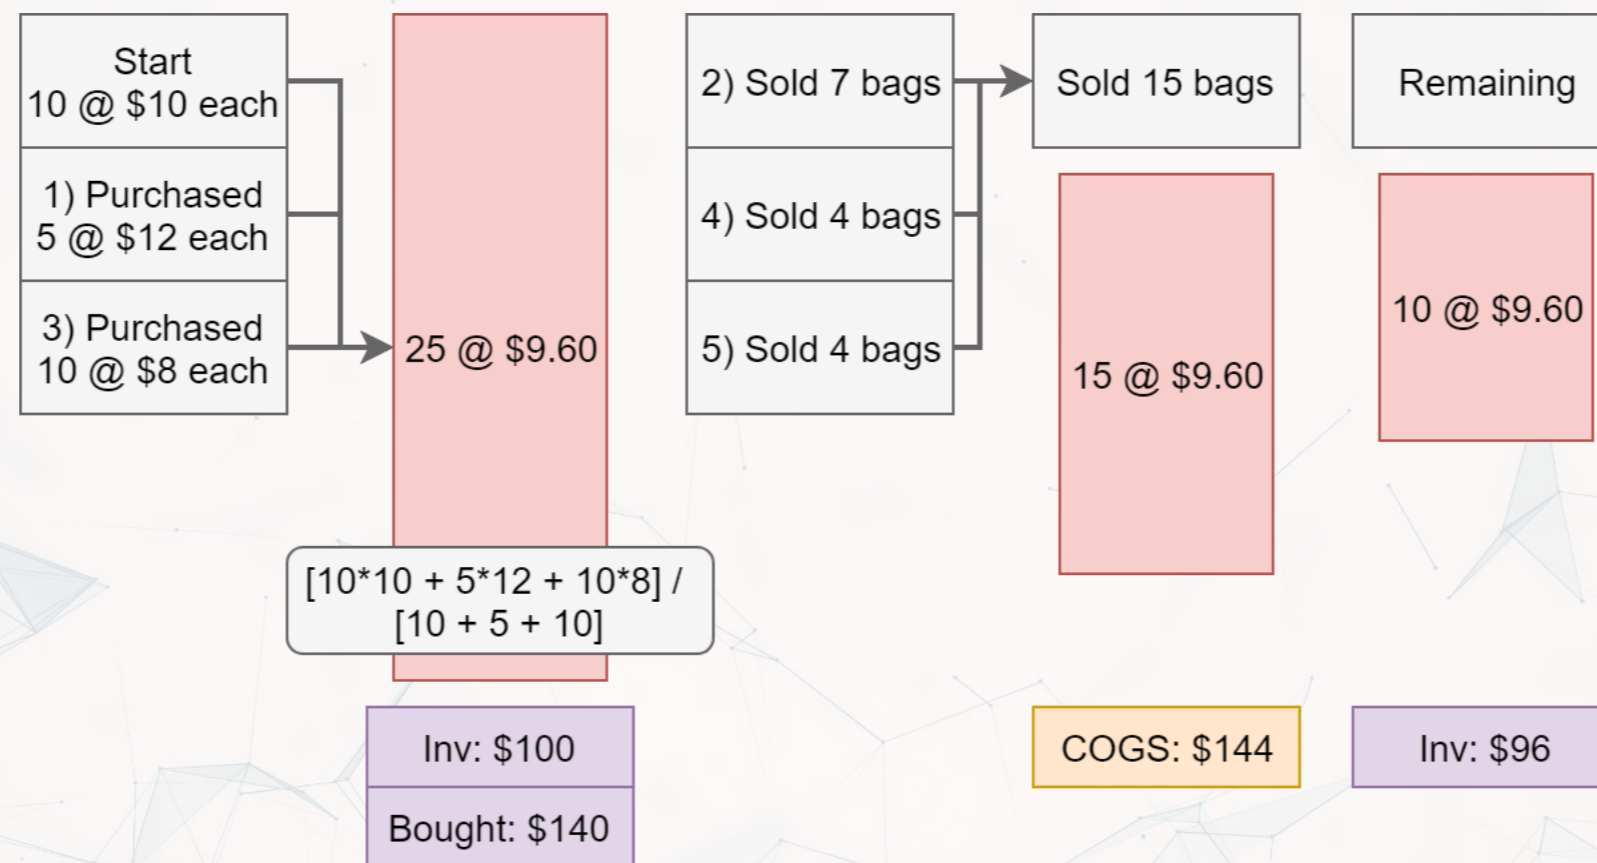 Start
10 @ $10 each
1) Purchased
5 @ $12 each
3) Purchased
10 @ $8 each
25 @ $9.60
[10*10 + 5*12 + 10*8] /
[10 + 5 + 10]
Inv: $100
Bought: $140
2) Sold 7 bags
4) Sold 4 bags
5) Sold 4 bags
Sold 15 bags
15 @ $9.60
COGS: $144
Remaining
10 @ $9.60
Inv: $96